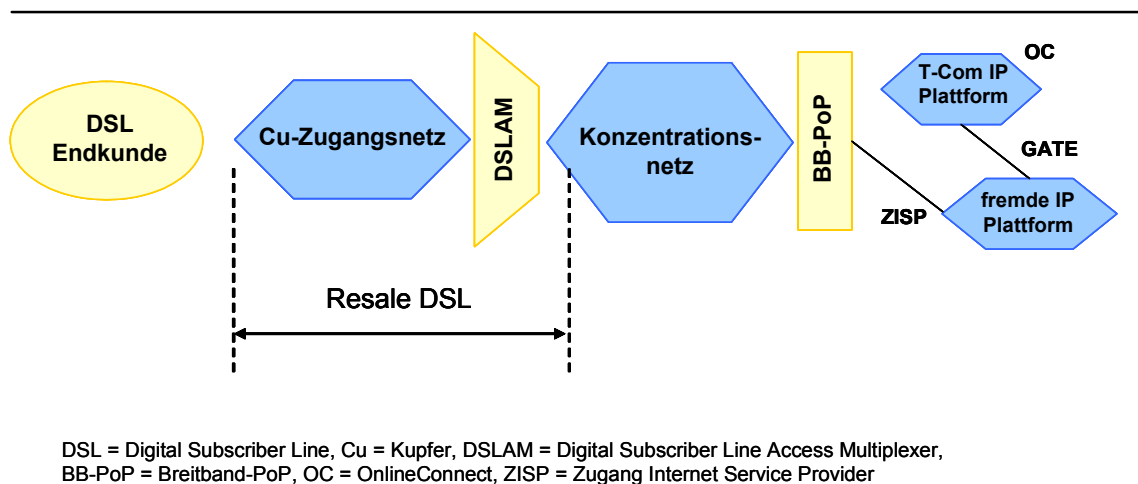 DSL
Endkunde
Cu-Zugangsnetz
DSLAM
Konzentrations-
netz
BB-PoP
OC
T-Com IP
Plattform
GATE
ZISP
fremde IP
Plattform
Resale DSL
DSL = Digital Subscriber Line, Cu = Kupfer, DSLAM = Digital Subscriber Line Access Multiplexer,
BB-PoP = Breitband-PoP, OC = OnlineConnect, ZISP = Zugang Internet Service Provider